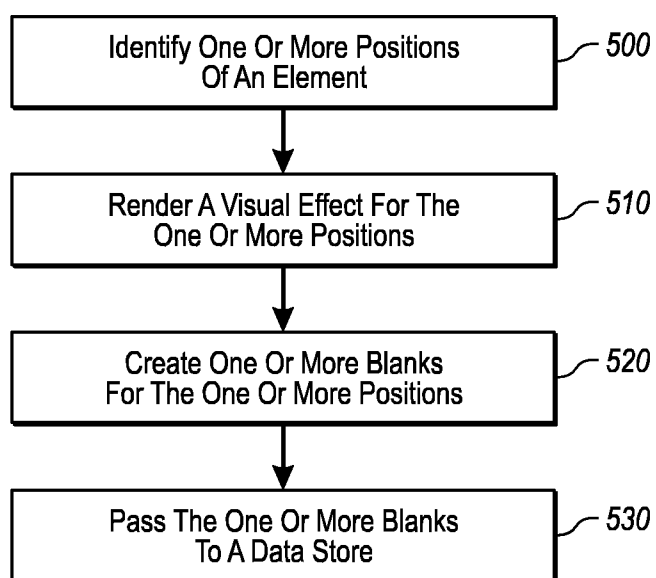 Identify One Or More Positions
Of An Element
500
Render A Visual Effect For The
One Or More Positions
510
Create One Or More Blanks
For The One Or More Positions
520
Pass The One Or More Blanks
To A Data Store
530